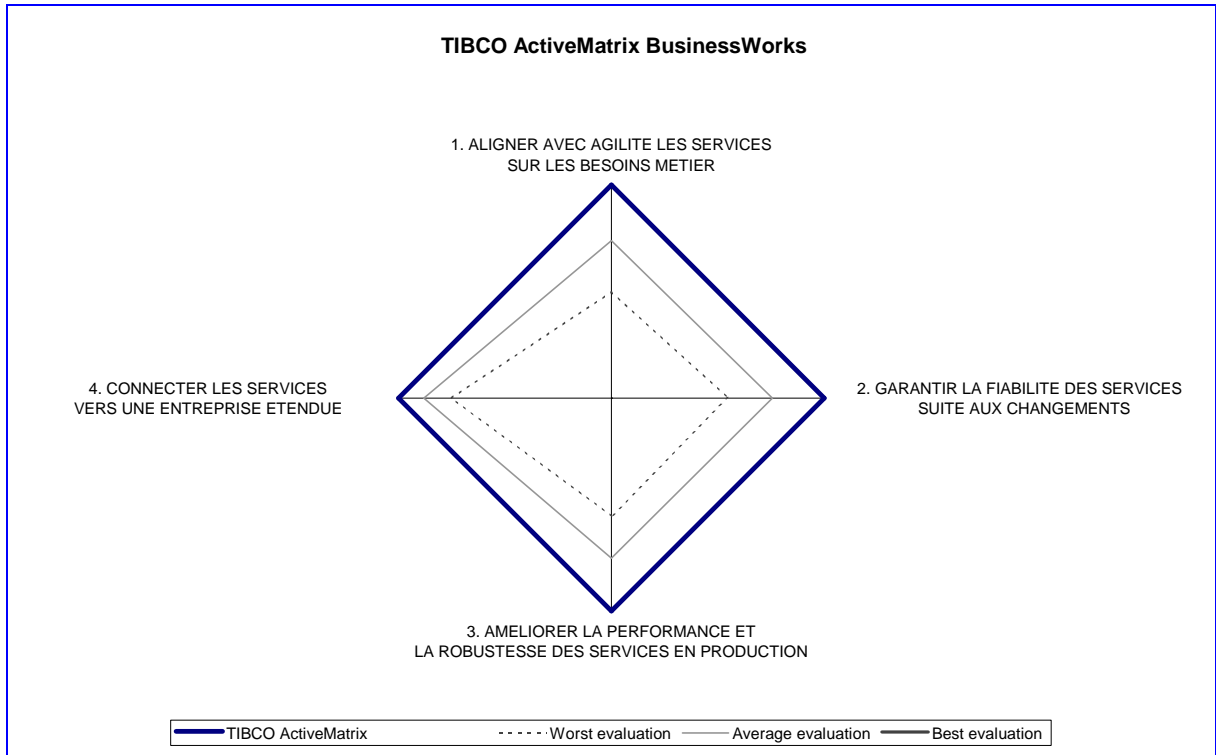 TIBCO ActiveMatrix BusinessWorks
1. ALIGNER AVEC AGILITE LES SERVICES
SUR LES BESOINS METIER
4. CONNECTER LES SERVICES
VERS UNE ENTREPRISE ETENDUE
2. GARANTIR LA FIABILITE DES SERVICES
SUITE AUX CHANGEMENTS
3. AMELIORER LA PERFORMANCE ET
LA ROBUSTESSE DES SERVICES EN PRODUCTION
TIBCO ActiveMatrix Worst evaluation Average evaluation Best evaluation